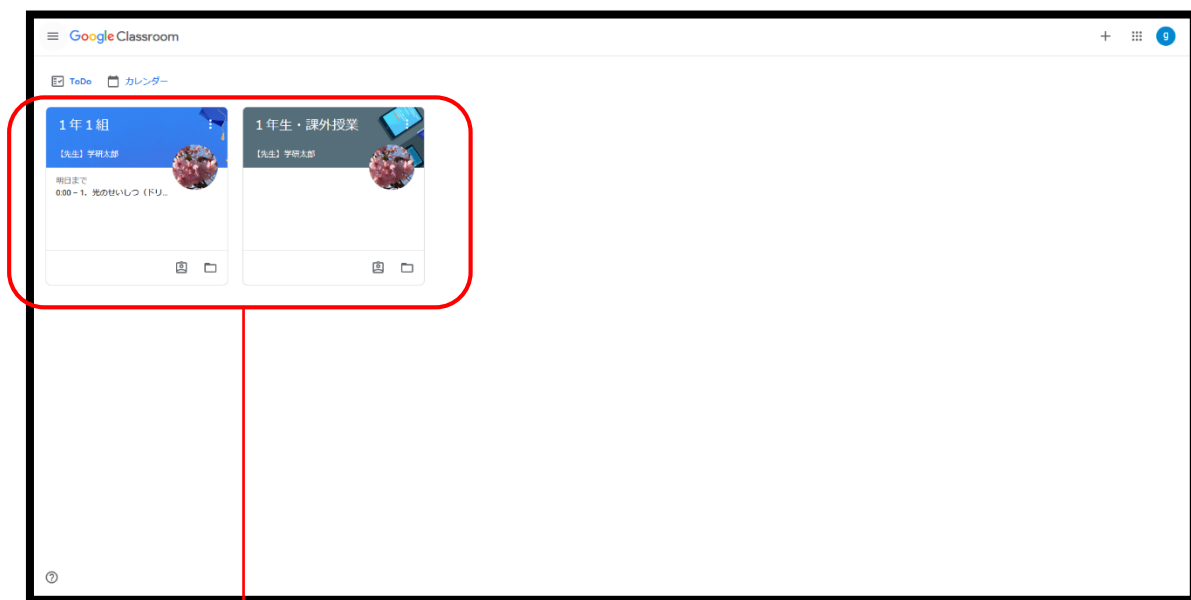 Google Classroom
g
ToDo カレンダー
1年1組
【先生】学研太郎
明日まで
0:00 – 1. 光のせいしつ（ドリ...
1年生・課外授業
【先生】学研太郎